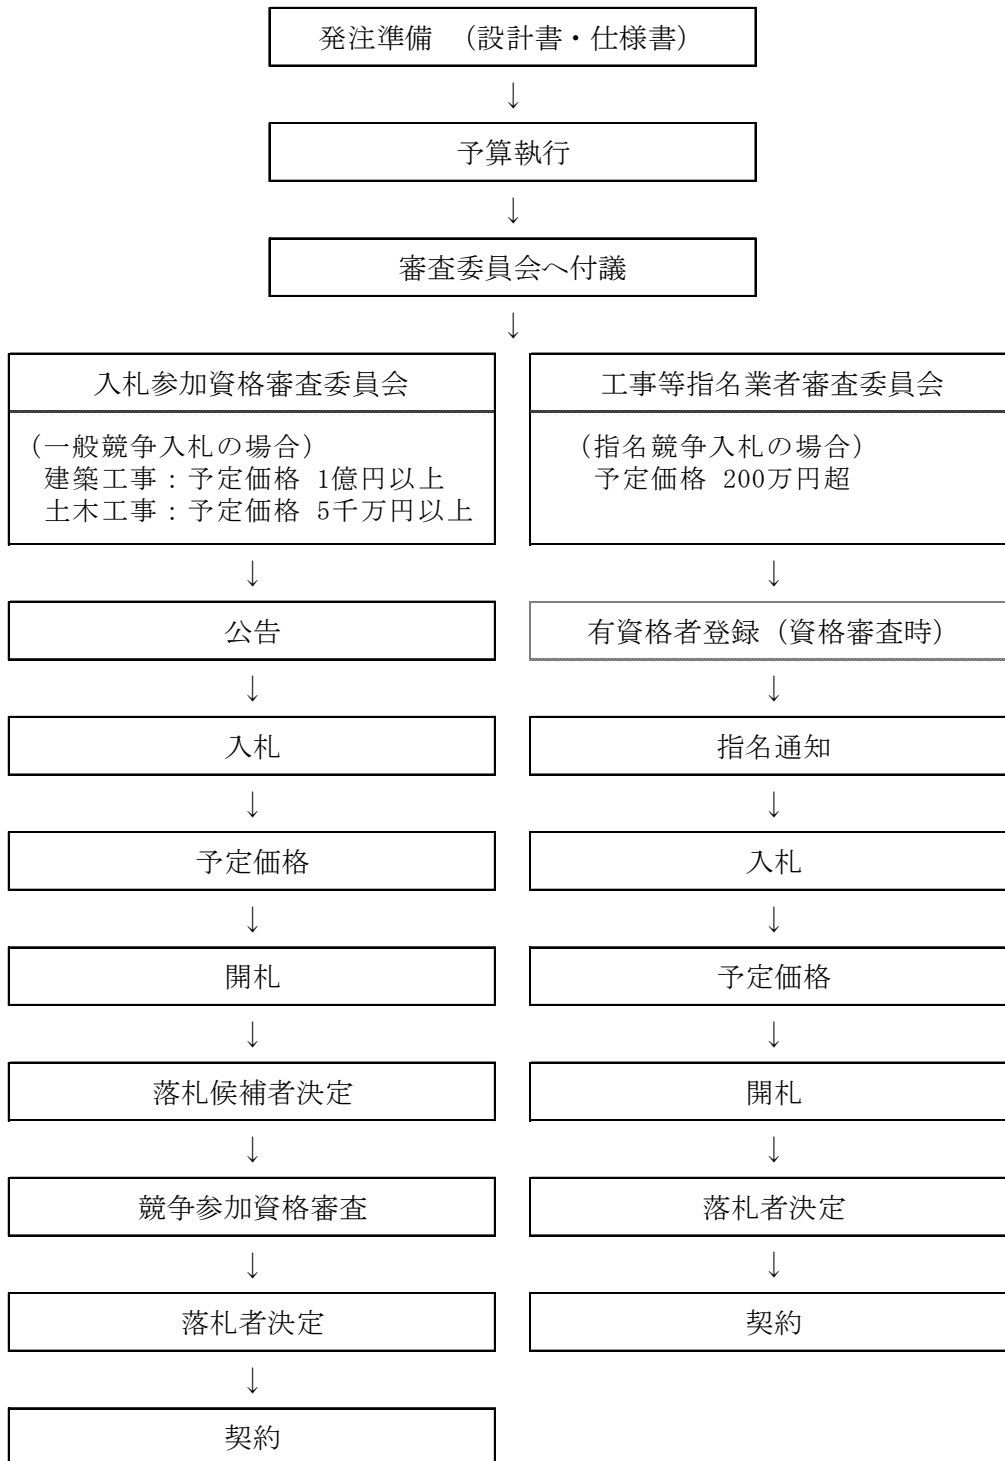 発注準備 (設計書・仕様書)
↓
予算執行
↓
審査委員会へ付議
↓
入札参加資格審査委員会
(一般競争入札の場合)
建築工事：予定価格 1億円以上
土木工事：予定価格 5千万円以上
↓
公告
↓
入札
↓
予定価格
↓
開札
↓
落札候補者決定
↓
競争参加資格審査
↓
落札者決定
↓
契約
工事等指名業者審査委員会
(指名競争入札の場合)
予定価格 200万円超
↓
有資格者登録 (資格審査時)
↓
指名通知
↓
入札
↓
予定価格
↓
開札
↓
落札者決定
↓
契約